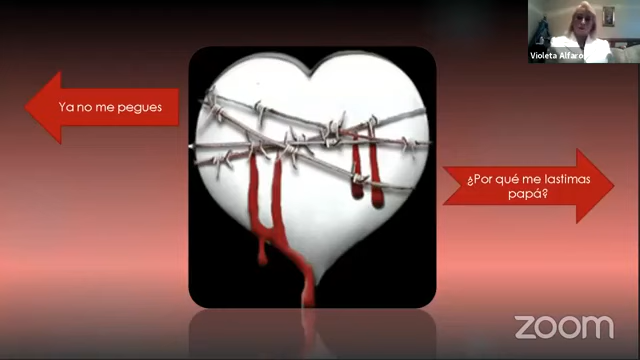 Violeta Alfaro
Ya no me pegues
¿Por qué me lastimas
papá?
zoom